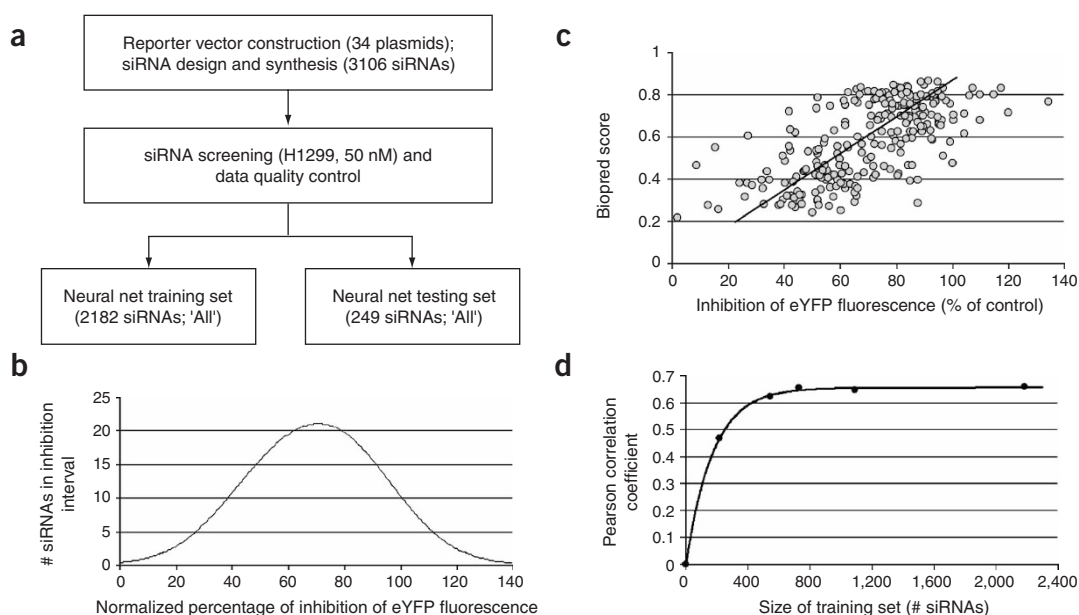 a
Reporter vector construction (34 plasmids);
siRNA design and synthesis (3106 siRNAs)
siRNA screening (H1299, 50 nM) and
data quality control
Neural net training set
(2182 siRNAs; 'All')
Neural net testing set
(249 siRNAs; 'All')
b
# siRNAs in inhibition
interval
25
20
15
10
5
0
0 20 40 60 80 100 120 140
Normalized percentage of inhibition of eYFP fluorescence
c
Biopred score
1
0.8
0.6
0.4
0.2
0
0 20 40 60 80 100 120 140
Inhibition of eYFP fluorescence (% of control)
d
Pearson correlation
coefficient
0.7
0.6
0.5
0.4
0.3
0.2
0.1
0
0 400 800 1,200 1,600 2,000 2,400
Size of training set (# siRNAs)